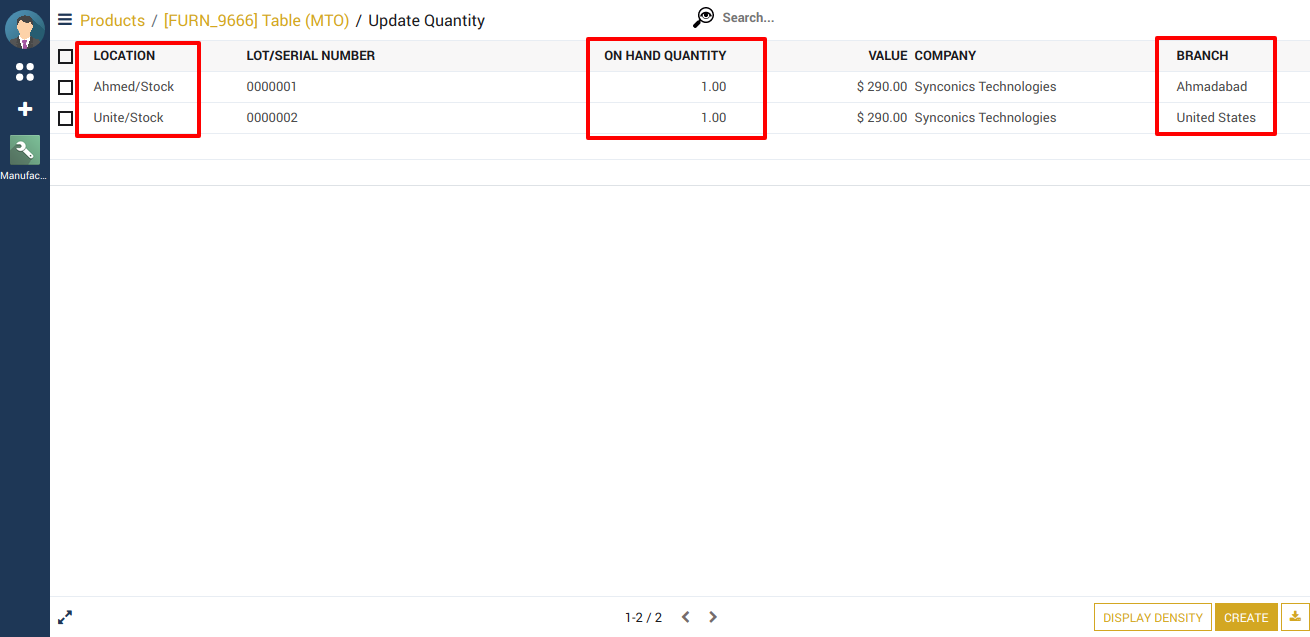 Products / [FURN_9666] Table (MTO) / Update Quantity
Search...
LOCATION LOT/SERIAL NUMBER ON HAND QUANTITY VALUE COMPANY BRANCH
Ahmed/Stock 0000001 1.00 $ 290.00 Synconics Technologies Ahmadabad
Unite/Stock 0000002 1.00 $ 290.00 Synconics Technologies United States
Manufac...
1-2 / 2
DISPLAY DENSITY CREATE